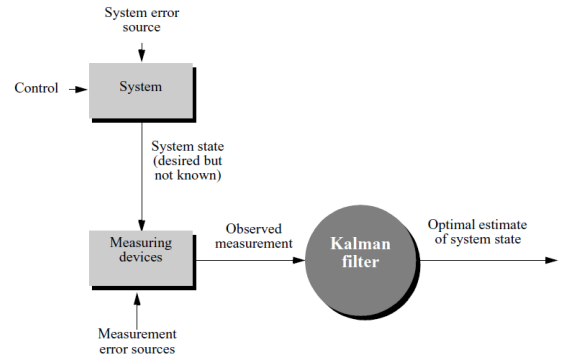 System error
source
Control
System
System state
(desired but
not known)
Measuring
devices
Observed
measurement
Kalman
filter
Optimal estimate
of system state
Measurement
error sources